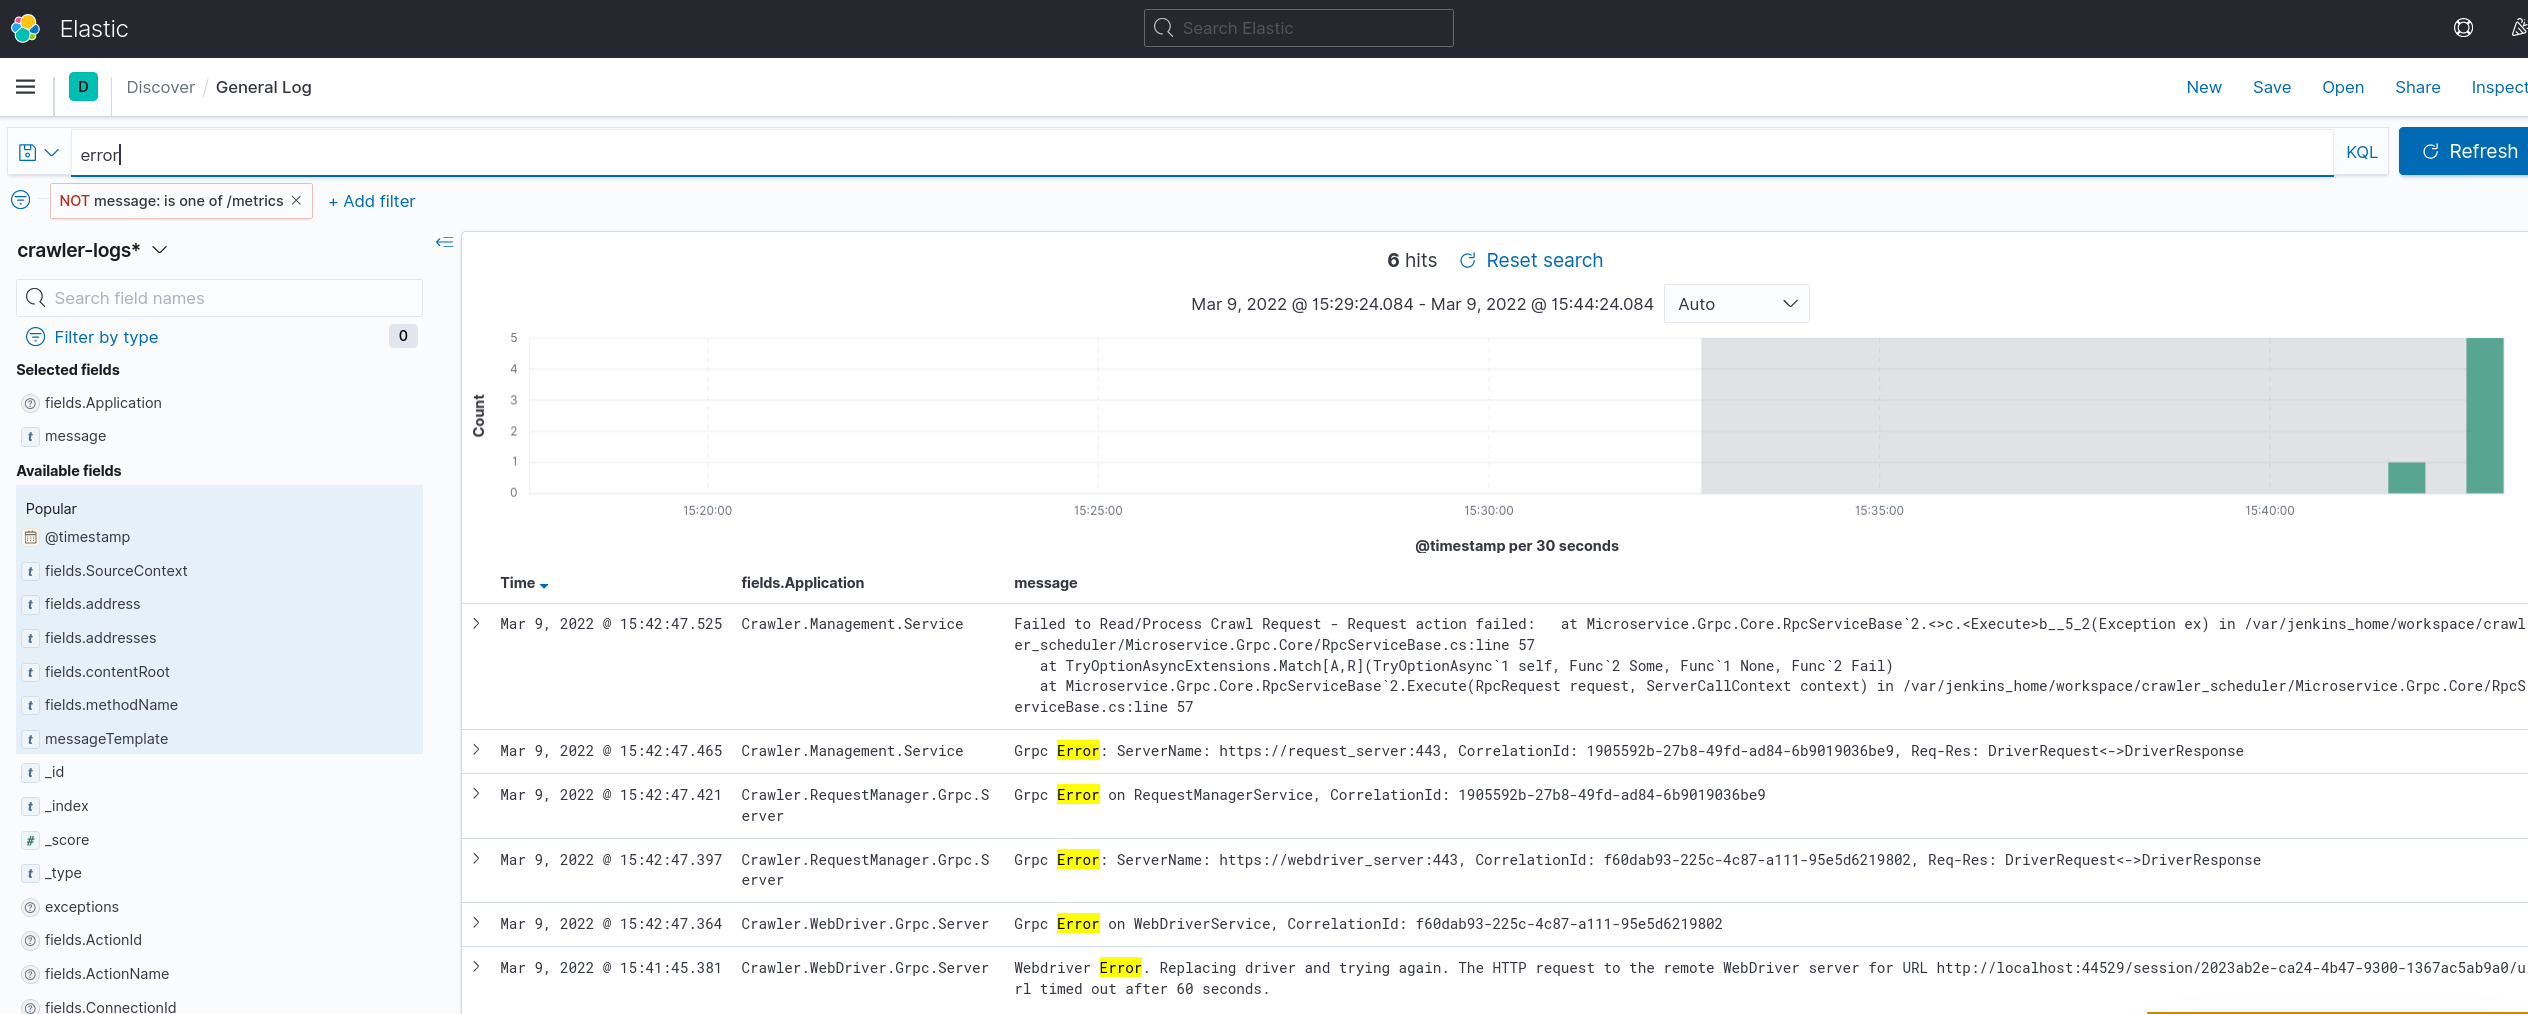 Elastic
Search Elastic
D
Discover / General Log
New Save Open Share Inspect
error
KQL
Refresh
NOT message: is one of /metrics ×
+ Add filter
crawler-logs*
Search field names
Filter by type 0
Selected fields
fields.Application
t message
Available fields
Popular
@timestamp
t fields.SourceContext
t fields.address
t fields.addresses
t fields.contentRoot
t fields.methodName
t messageTemplate
t _id
t _index
# _score
t _type
exceptions
fields.ActionId
fields.ActionName
fields.ConnectionId
6 hits Reset search
Mar 9, 2022 @ 15:29:24.084 - Mar 9, 2022 @ 15:44:24.084 Auto
Count
5
4
3
2
1
0
15:20:00 15:25:00 15:30:00 15:35:00 15:40:00
@timestamp per 30 seconds
Time fields.Application message
Mar 9, 2022 @ 15:42:47.525 Crawler.Management.Service Failed to Read/Process Crawl Request - Request action failed:   at Microservice.Grpc.Core.RpcServiceBase`2.<>c.<Execute>b__5_2(Exception ex) in /var/jenkins_home/workspace/crawl
er_scheduler/Microservice.Grpc.Core/RpcServiceBase.cs:line 57
at TryOptionAsyncExtensions.Match[A,R](TryOptionAsync`1 self, Func`2 Some, Func`1 None, Func`2 Fail)
at Microservice.Grpc.Core.RpcServiceBase`2.Execute(RpcRequest request, ServerCallContext context) in /var/jenkins_home/workspace/crawler_scheduler/Microservice.Grpc.Core/RpcS
erviceBase.cs:line 57
Mar 9, 2022 @ 15:42:47.465 Crawler.Management.Service Grpc Error: ServerName: https://request_server:443, CorrelationId: 1905592b-27b8-49fd-ad84-6b9019036be9, Req-Res: DriverRequest<->DriverResponse
Mar 9, 2022 @ 15:42:47.421 Crawler.RequestManager.Grpc.S Grpc Error on RequestManagerService, CorrelationId: 1905592b-27b8-49fd-ad84-6b9019036be9
erver
Mar 9, 2022 @ 15:42:47.397 Crawler.RequestManager.Grpc.S Grpc Error: ServerName: https://webdriver_server:443, CorrelationId: f60dab93-225c-4c87-a111-95e5d6219802, Req-Res: DriverRequest<->DriverResponse
erver
Mar 9, 2022 @ 15:42:47.364 Crawler.WebDriver.Grpc.Server Grpc Error on WebDriverService, CorrelationId: f60dab93-225c-4c87-a111-95e5d6219802
Mar 9, 2022 @ 15:41:45.381 Crawler.WebDriver.Grpc.Server Webdriver Error. Replacing driver and trying again. The HTTP request to the remote WebDriver server for URL http://localhost:44529/session/2023ab2e-ca24-4b47-9300-1367ac5ab9a0/u
rl timed out after 60 seconds.